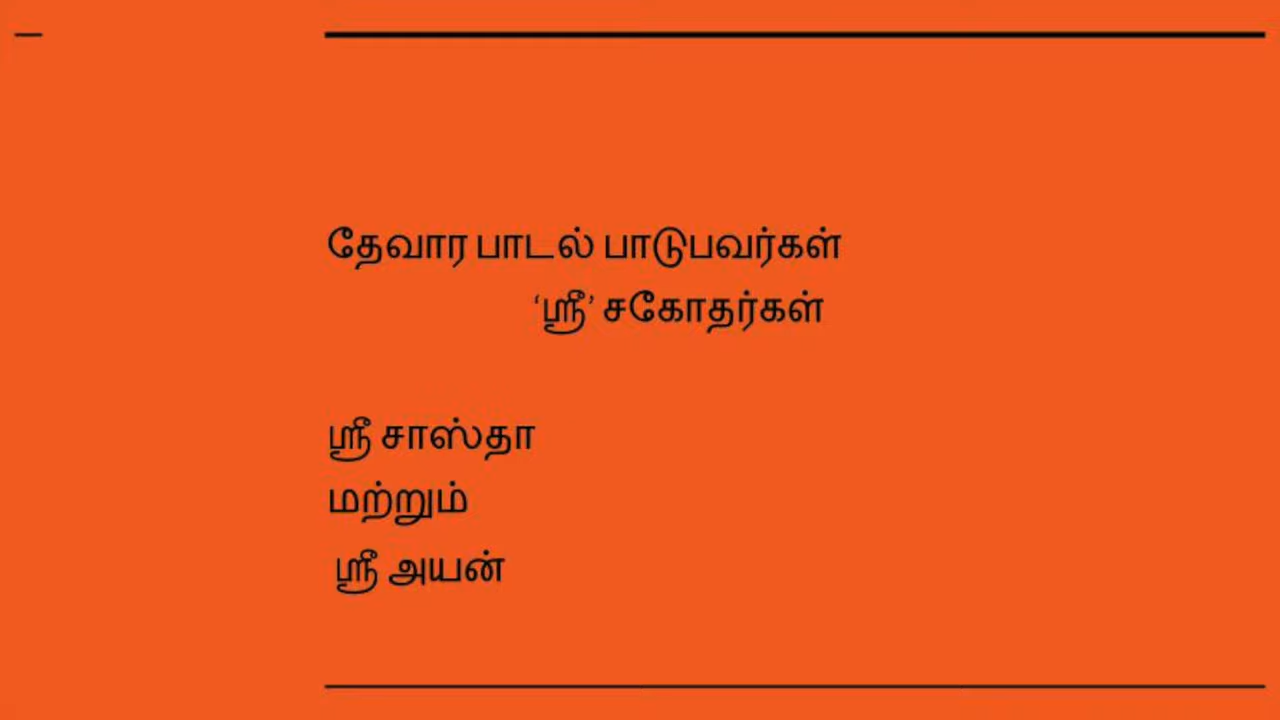 தேவார பாடல் பாடுபவர்கள்
‘ஸ்ரீ’ சகோதர்கள்
ஸ்ரீ சாஸ்தா
மற்றும்
ஸ்ரீ அயன்